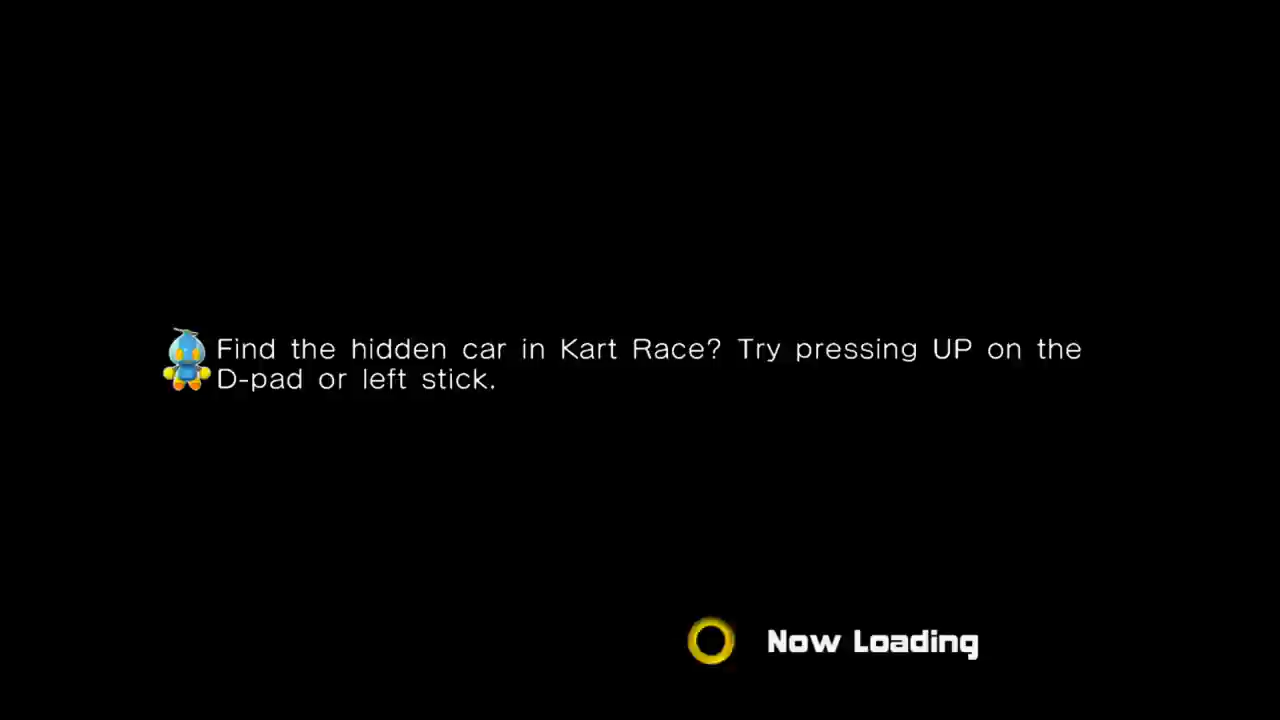 Find the hidden car in Kart Race? Try pressing UP on the
D-pad or left stick.
Now Loading